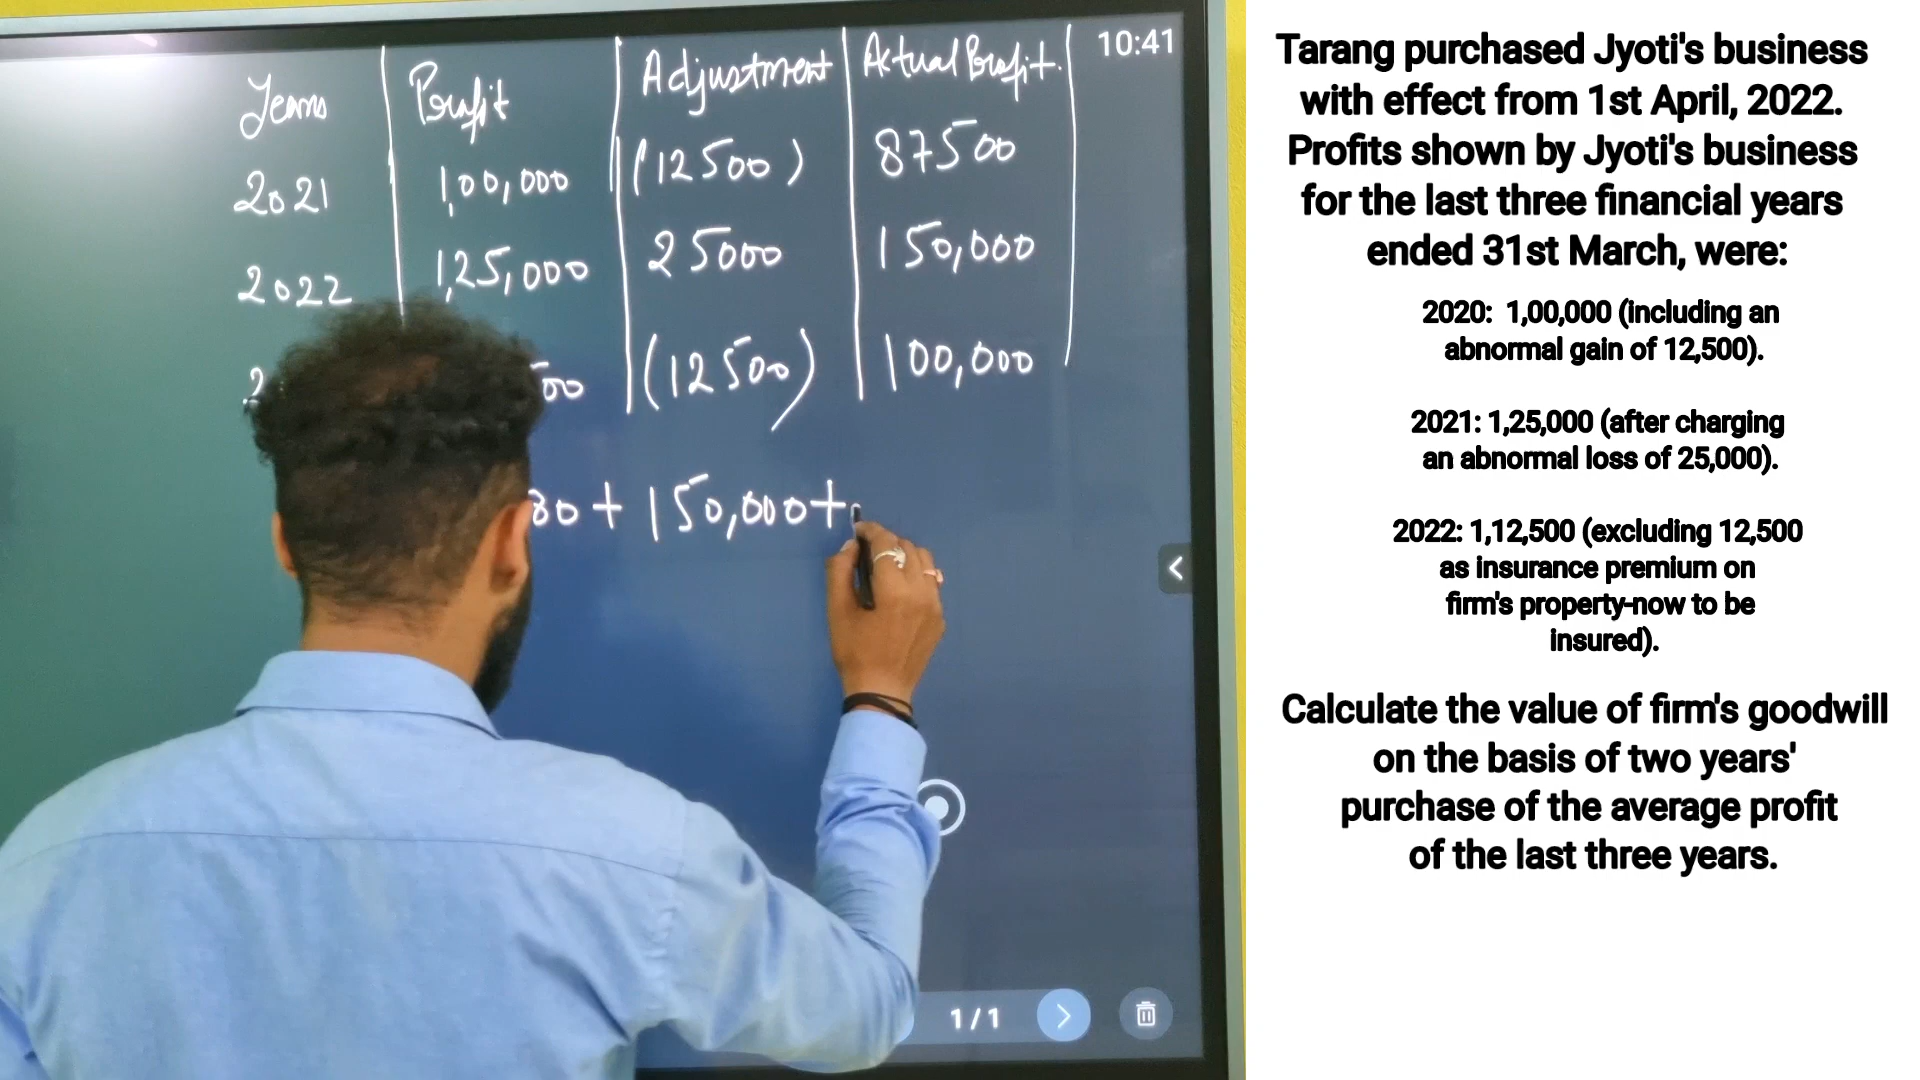 10:41
Years Profit Adjustment Actual Profit.
2021 1,00,000 (12500) 87500
2022 1,25,000 25000 150,000
(12500) 100,000
+ 150,000+
1/1
Tarang purchased Jyoti's business
with effect from 1st April, 2022.
Profits shown by Jyoti's business
for the last three financial years
ended 31st March, were:
2020: 1,00,000 (including an
abnormal gain of 12,500).
2021: 1,25,000 (after charging
an abnormal loss of 25,000).
2022: 1,12,500 (excluding 12,500
as insurance premium on
firm's property-now to be
insured).
Calculate the value of firm's goodwill
on the basis of two years'
purchase of the average profit
of the last three years.